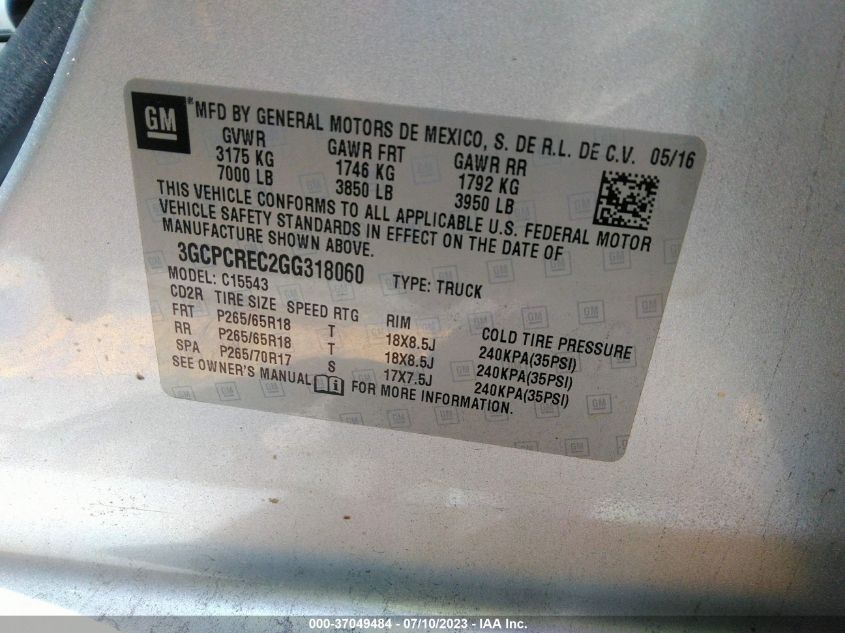 GM ® MFD BY GENERAL MOTORS DE MEXICO, S. DE R.L. DE C.V. 05/16
GVWR GAWR FRT GAWR RR
3175 KG 1746 KG 1792 KG
7000 LB 3850 LB 3950 LB
THIS VEHICLE CONFORMS TO ALL APPLICABLE U.S. FEDERAL MOTOR
VEHICLE SAFETY STANDARDS IN EFFECT ON THE DATE OF
MANUFACTURE SHOWN ABOVE.
3GCPCREC2GG318060 TYPE: TRUCK
MODEL: C15543
CD2R TIRE SIZE SPEED RTG RIM COLD TIRE PRESSURE
FRT P265/65R18 T 18X8.5J 240KPA(35PSI)
RR P265/65R18 T 18X8.5J 240KPA(35PSI)
SPA P265/70R17 S 17X7.5J 240KPA(35PSI)
SEE OWNER'S MANUAL i FOR MORE INFORMATION.
000-37049484 - 07/10/2023 - IAA Inc.